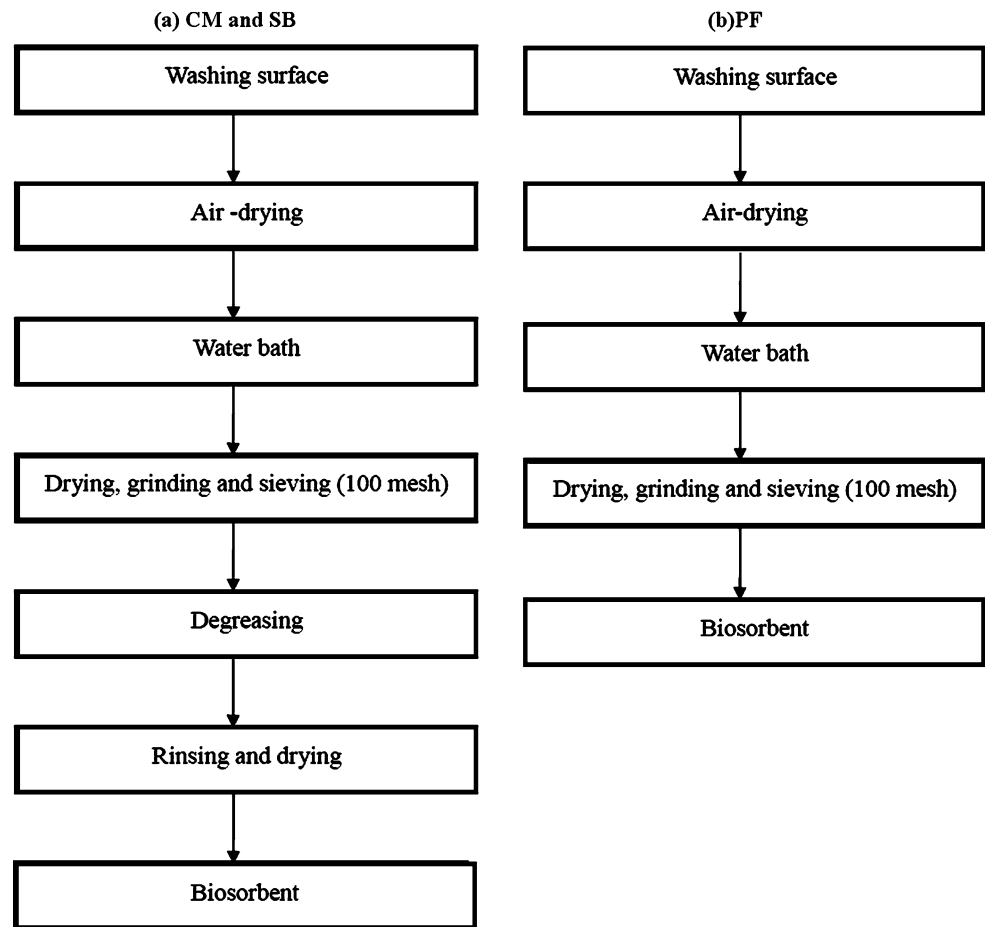 (a) CM and SB
Washing surface
Air -drying
Water bath
Drying, grinding and sieving (100 mesh)
Degreasing
Rinsing and drying
Biosorbent
(b)PF
Washing surface
Air-drying
Water bath
Drying, grinding and sieving (100 mesh)
Biosorbent